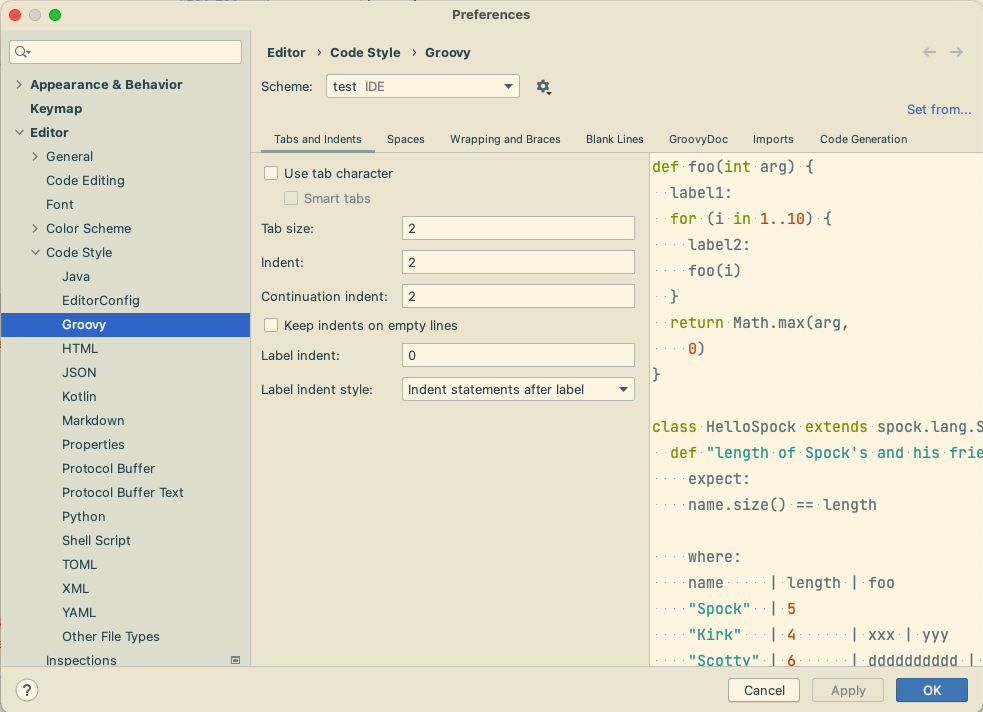 Preferences
Editor › Code Style › Groovy
Scheme: test IDE
Set from...
Tabs and Indents Spaces Wrapping and Braces Blank Lines GroovyDoc Imports Code Generation
Appearance & Behavior
Keymap
Editor
General
Code Editing
Font
Color Scheme
Code Style
Java
EditorConfig
Groovy
HTML
JSON
Kotlin
Markdown
Properties
Protocol Buffer
Protocol Buffer Text
Python
Shell Script
TOML
XML
YAML
Other File Types
Inspections
Use tab character
Smart tabs
Tab size: 2
Indent: 2
Continuation indent: 2
Keep indents on empty lines
Label indent: 0
Label indent style: Indent statements after label
def foo(int arg) {
label1:
for (i in 1..10) {
label2:
foo(i)
}
return Math.max(arg,
0)
}
class HelloSpock extends spock.lang.S
def "length of Spock's and his frie
expect:
name.size() == length
where:
name | length | foo
"Spock" | 5
"Kirk" | 4 | xxx | yyy
"Scotty" | 6 | dddddddddd |
? Cancel Apply OK